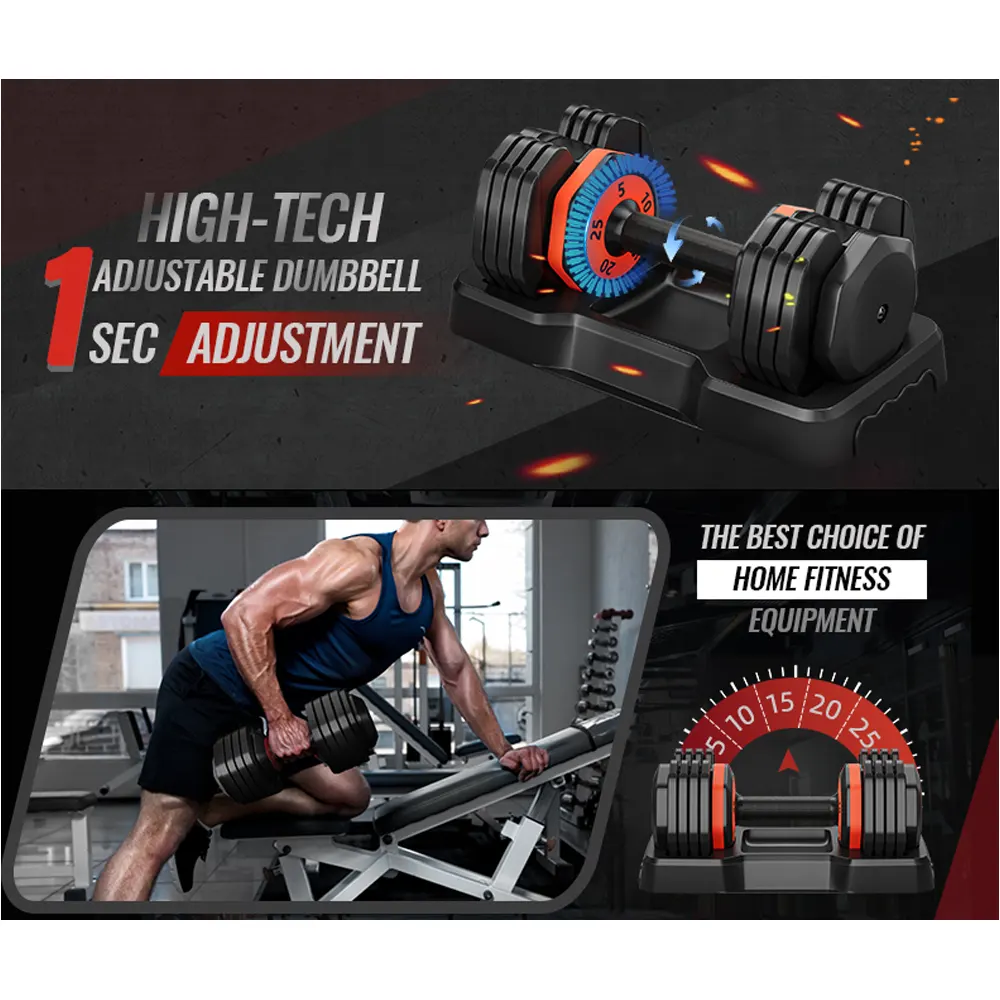 HIGH-TECH
1 ADJUSTABLE DUMBBELL
SEC ADJUSTMENT
5 10
25
20
THE BEST CHOICE OF
HOME FITNESS
EQUIPMENT
5 10 15 20 25